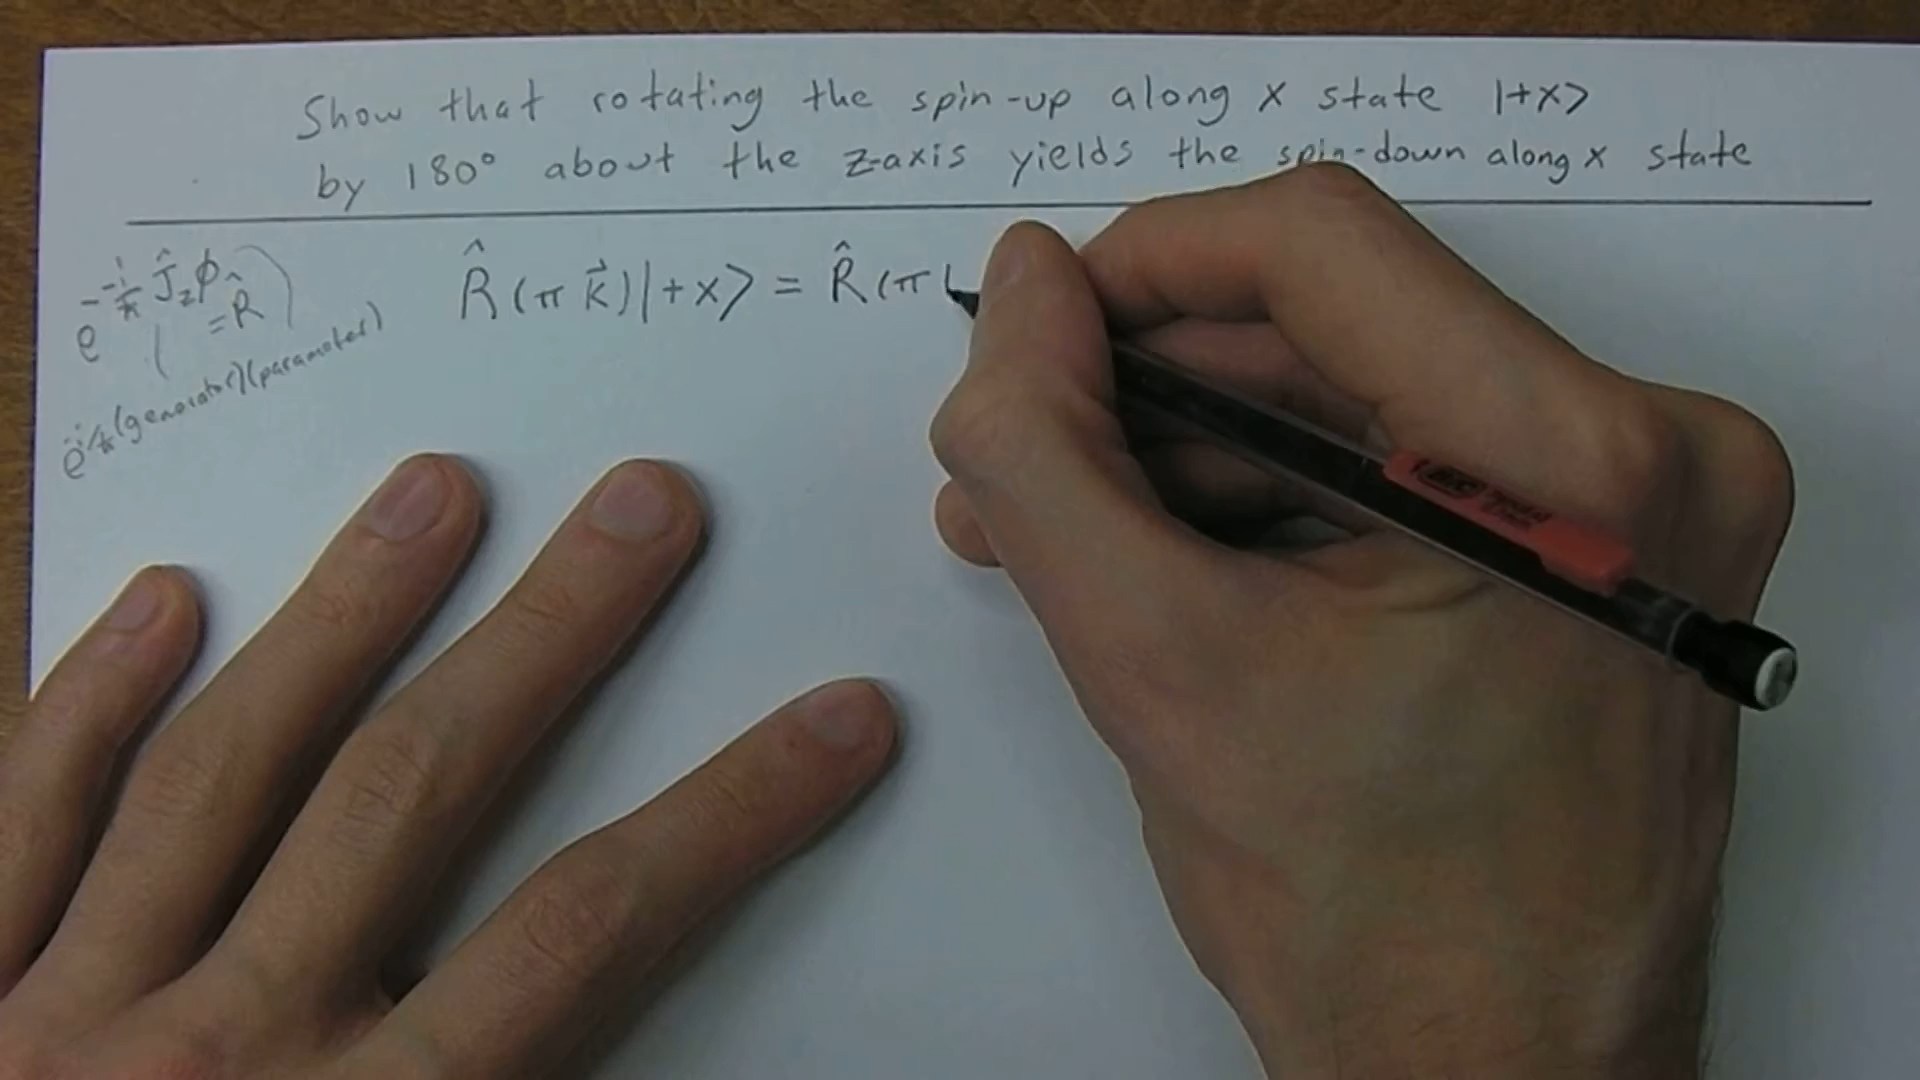 Show that rotating the spin-up along x state |+x>
by 180° about the z-axis yields the spin-down along x state
e^{-i/ħ Ĵ_z φ} = R̂
R̂(π k⃗)|+x> = R̂(π
e^{-i/ħ (generator)(parameter)}
BIC